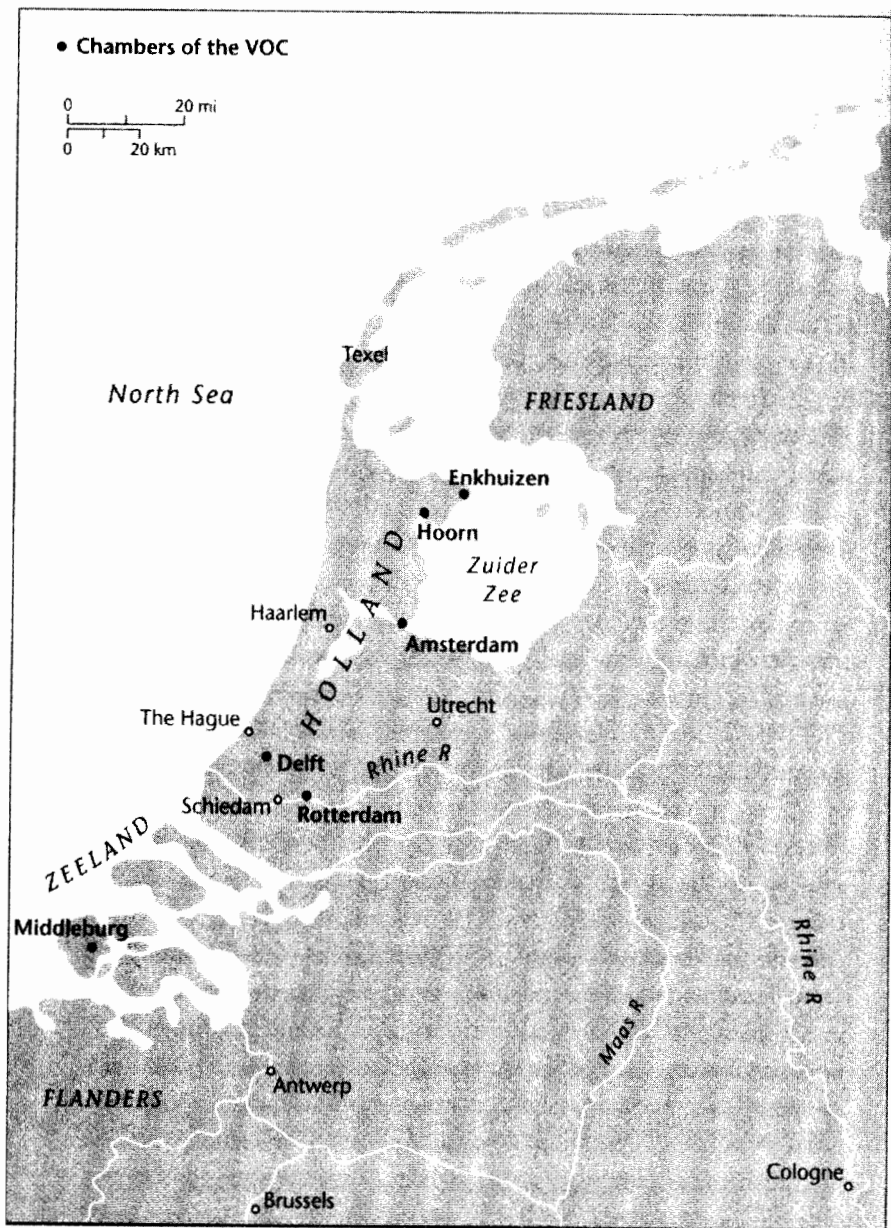 • Chambers of the VOC
0 20 mi
0 20 km
Texel
North Sea
FRIESLAND
Enkhuizen
Hoorn
Zuider
Zee
HOLLAND
Haarlem
Amsterdam
The Hague
Utrecht
Delft
Rhine R
Schiedam
Rotterdam
ZEELAND
Middleburg
Rhine R
Maas R
Antwerp
FLANDERS
Cologne
Brussels